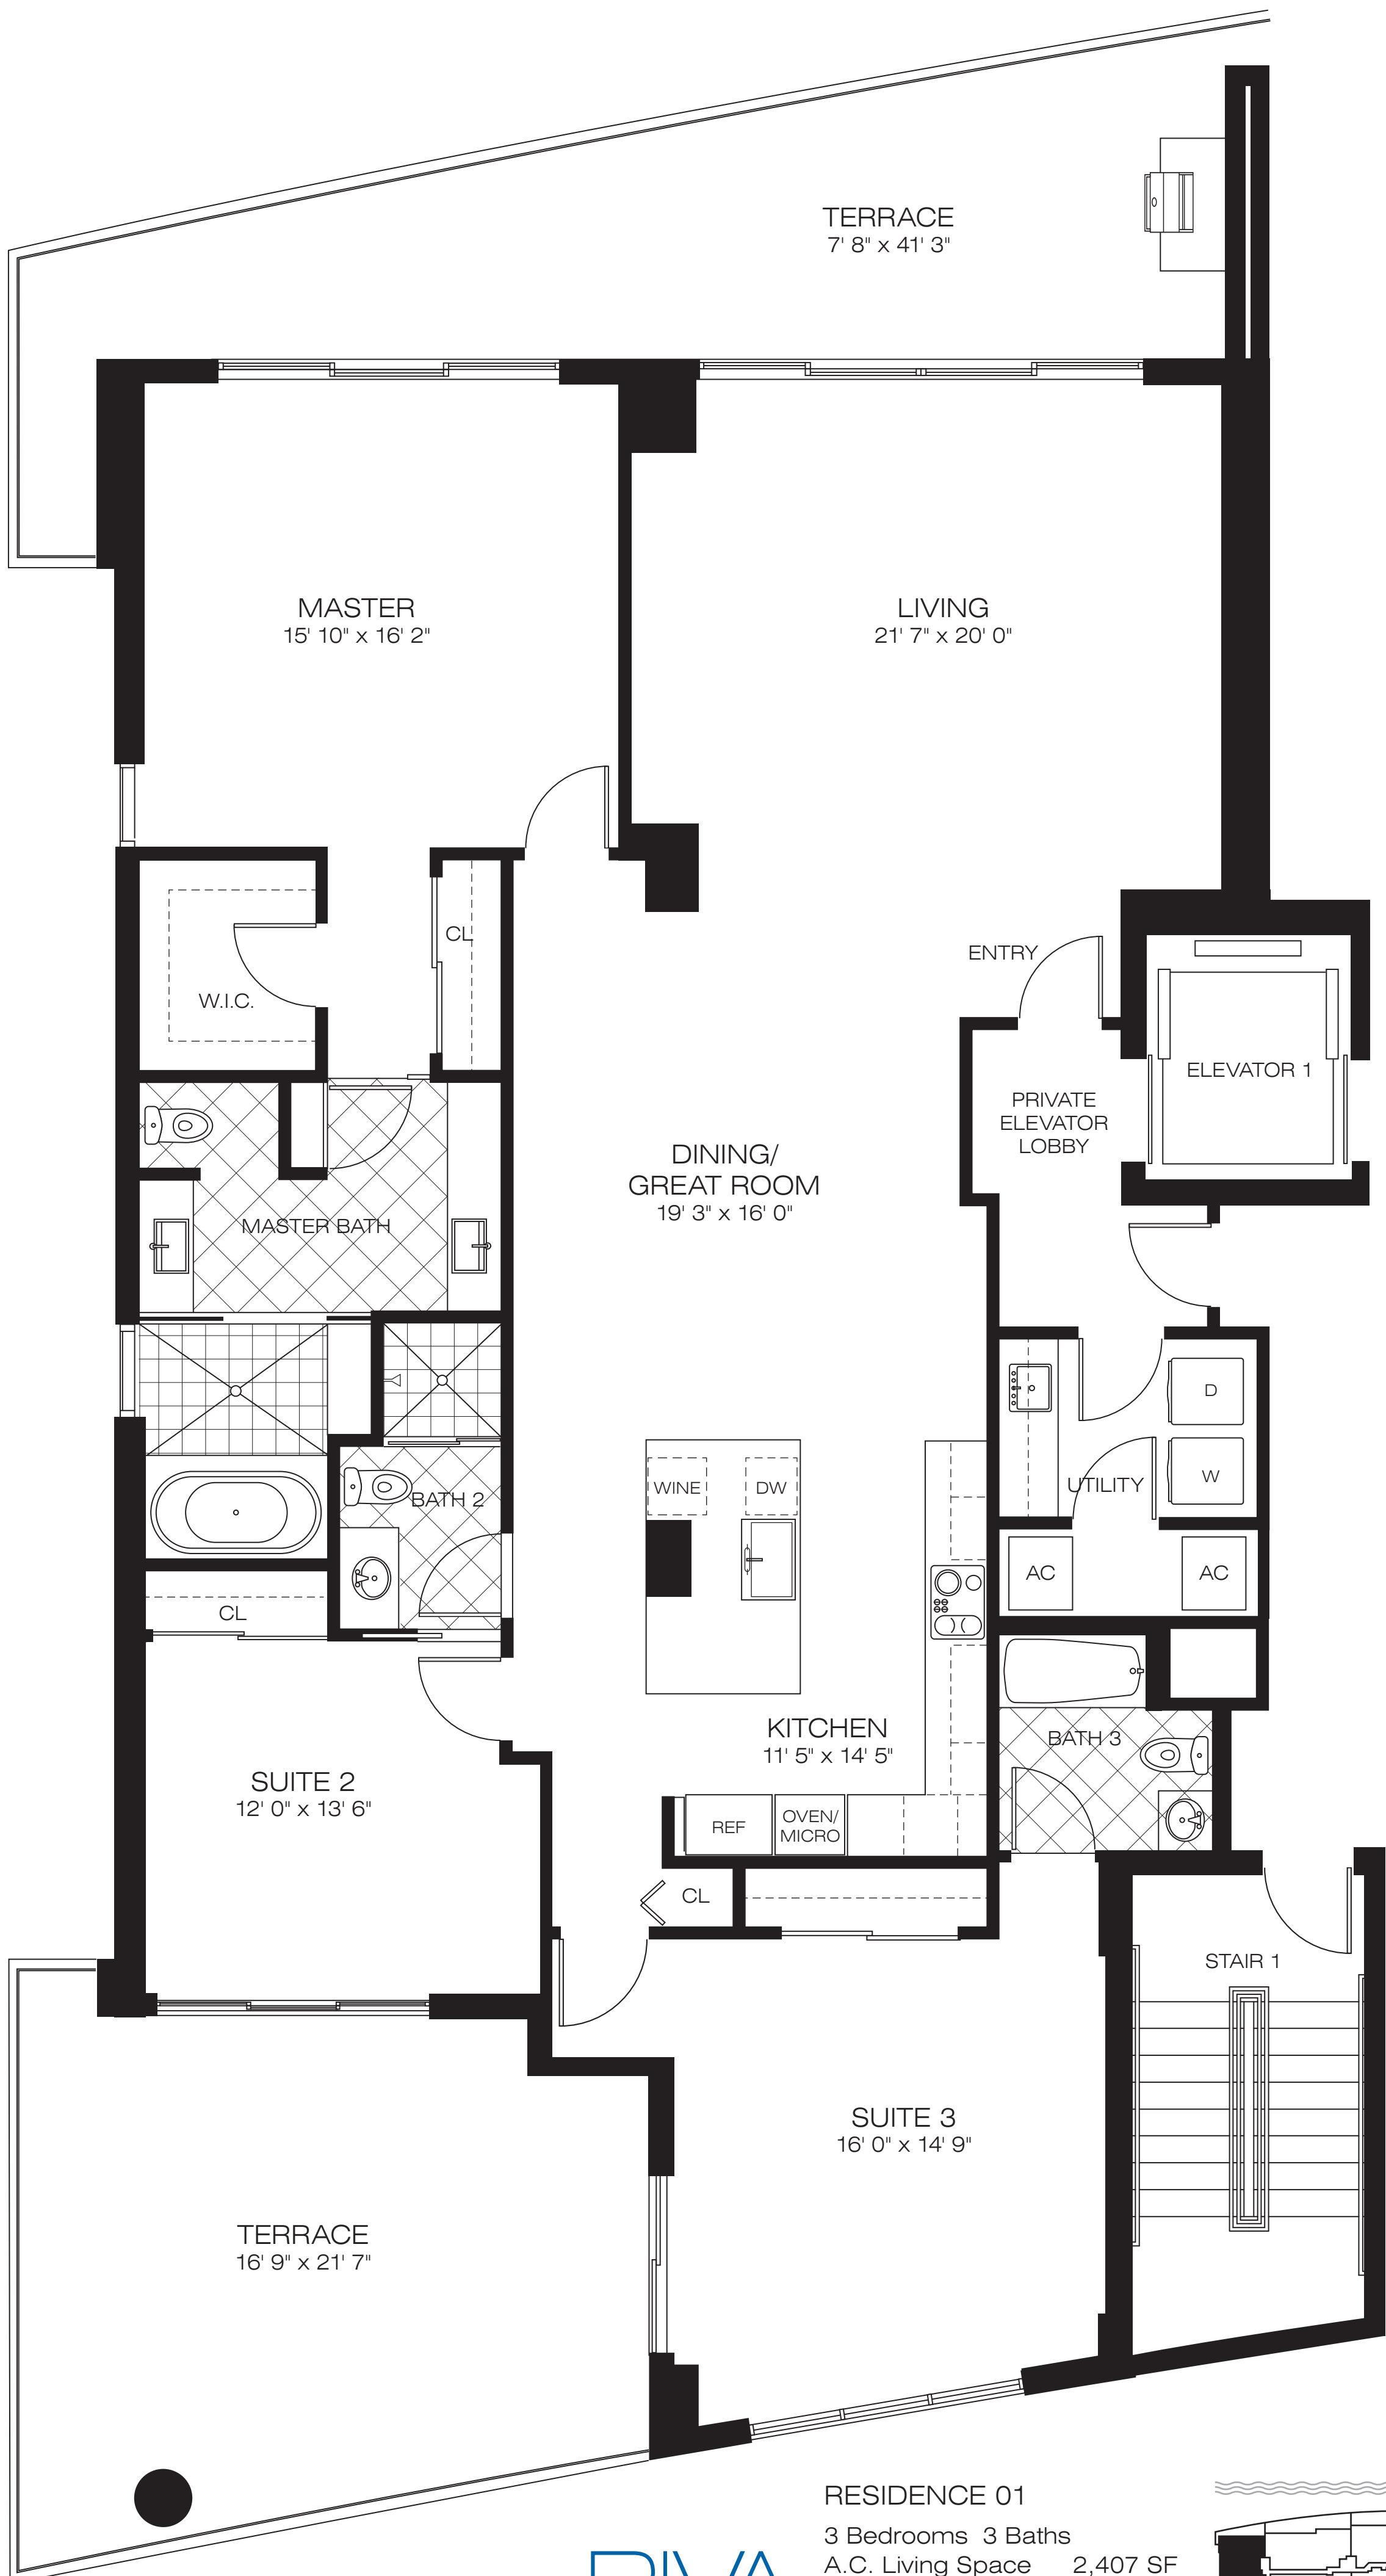 TERRACE
7' 8" x 41' 3"
MASTER
15' 10" x 16' 2"
LIVING
21' 7" x 20' 0"
CL
ENTRY
W.I.C.
ELEVATOR 1
PRIVATE
ELEVATOR
LOBBY
DINING/
GREAT ROOM
19' 3" x 16' 0"
MASTER BATH
D
WINE
DW
W
UTILITY
BATH 2
AC
AC
CL
KITCHEN
11' 5" x 14' 5"
BATH 3
SUITE 2
12' 0" x 13' 6"
REF
OVEN/
MICRO
CL
STAIR 1
SUITE 3
16' 0" x 14' 9"
TERRACE
16' 9" x 21' 7"
RESIDENCE 01
3 Bedrooms 3 Baths
A.C. Living Space 2,407 SF
RIVA